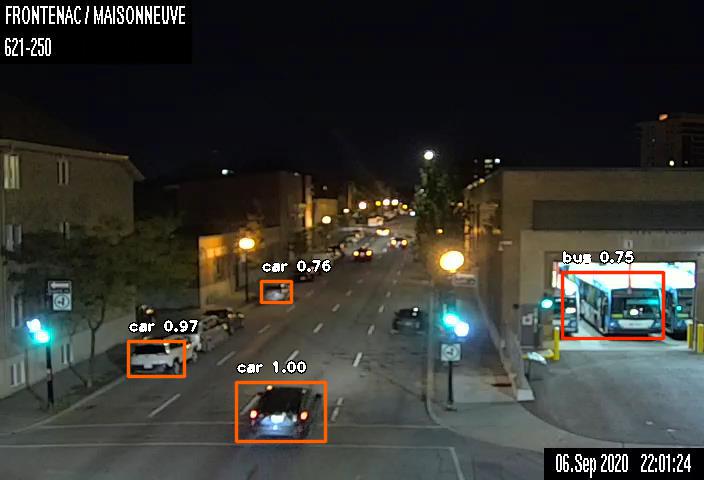 FRONTENAC / MAISONNEUVE
621-250
bus 0.75
car 0.76
car 0.97
car 1.00
06.Sep 2020 22:01:24